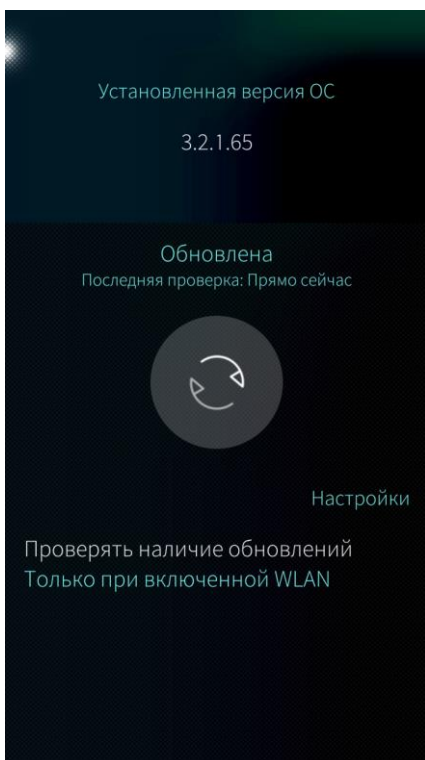 Установленная версия ОС
3.2.1.65
Обновлена
Последняя проверка: Прямо сейчас
Настройки
Проверять наличие обновлений
Только при включенной WLAN